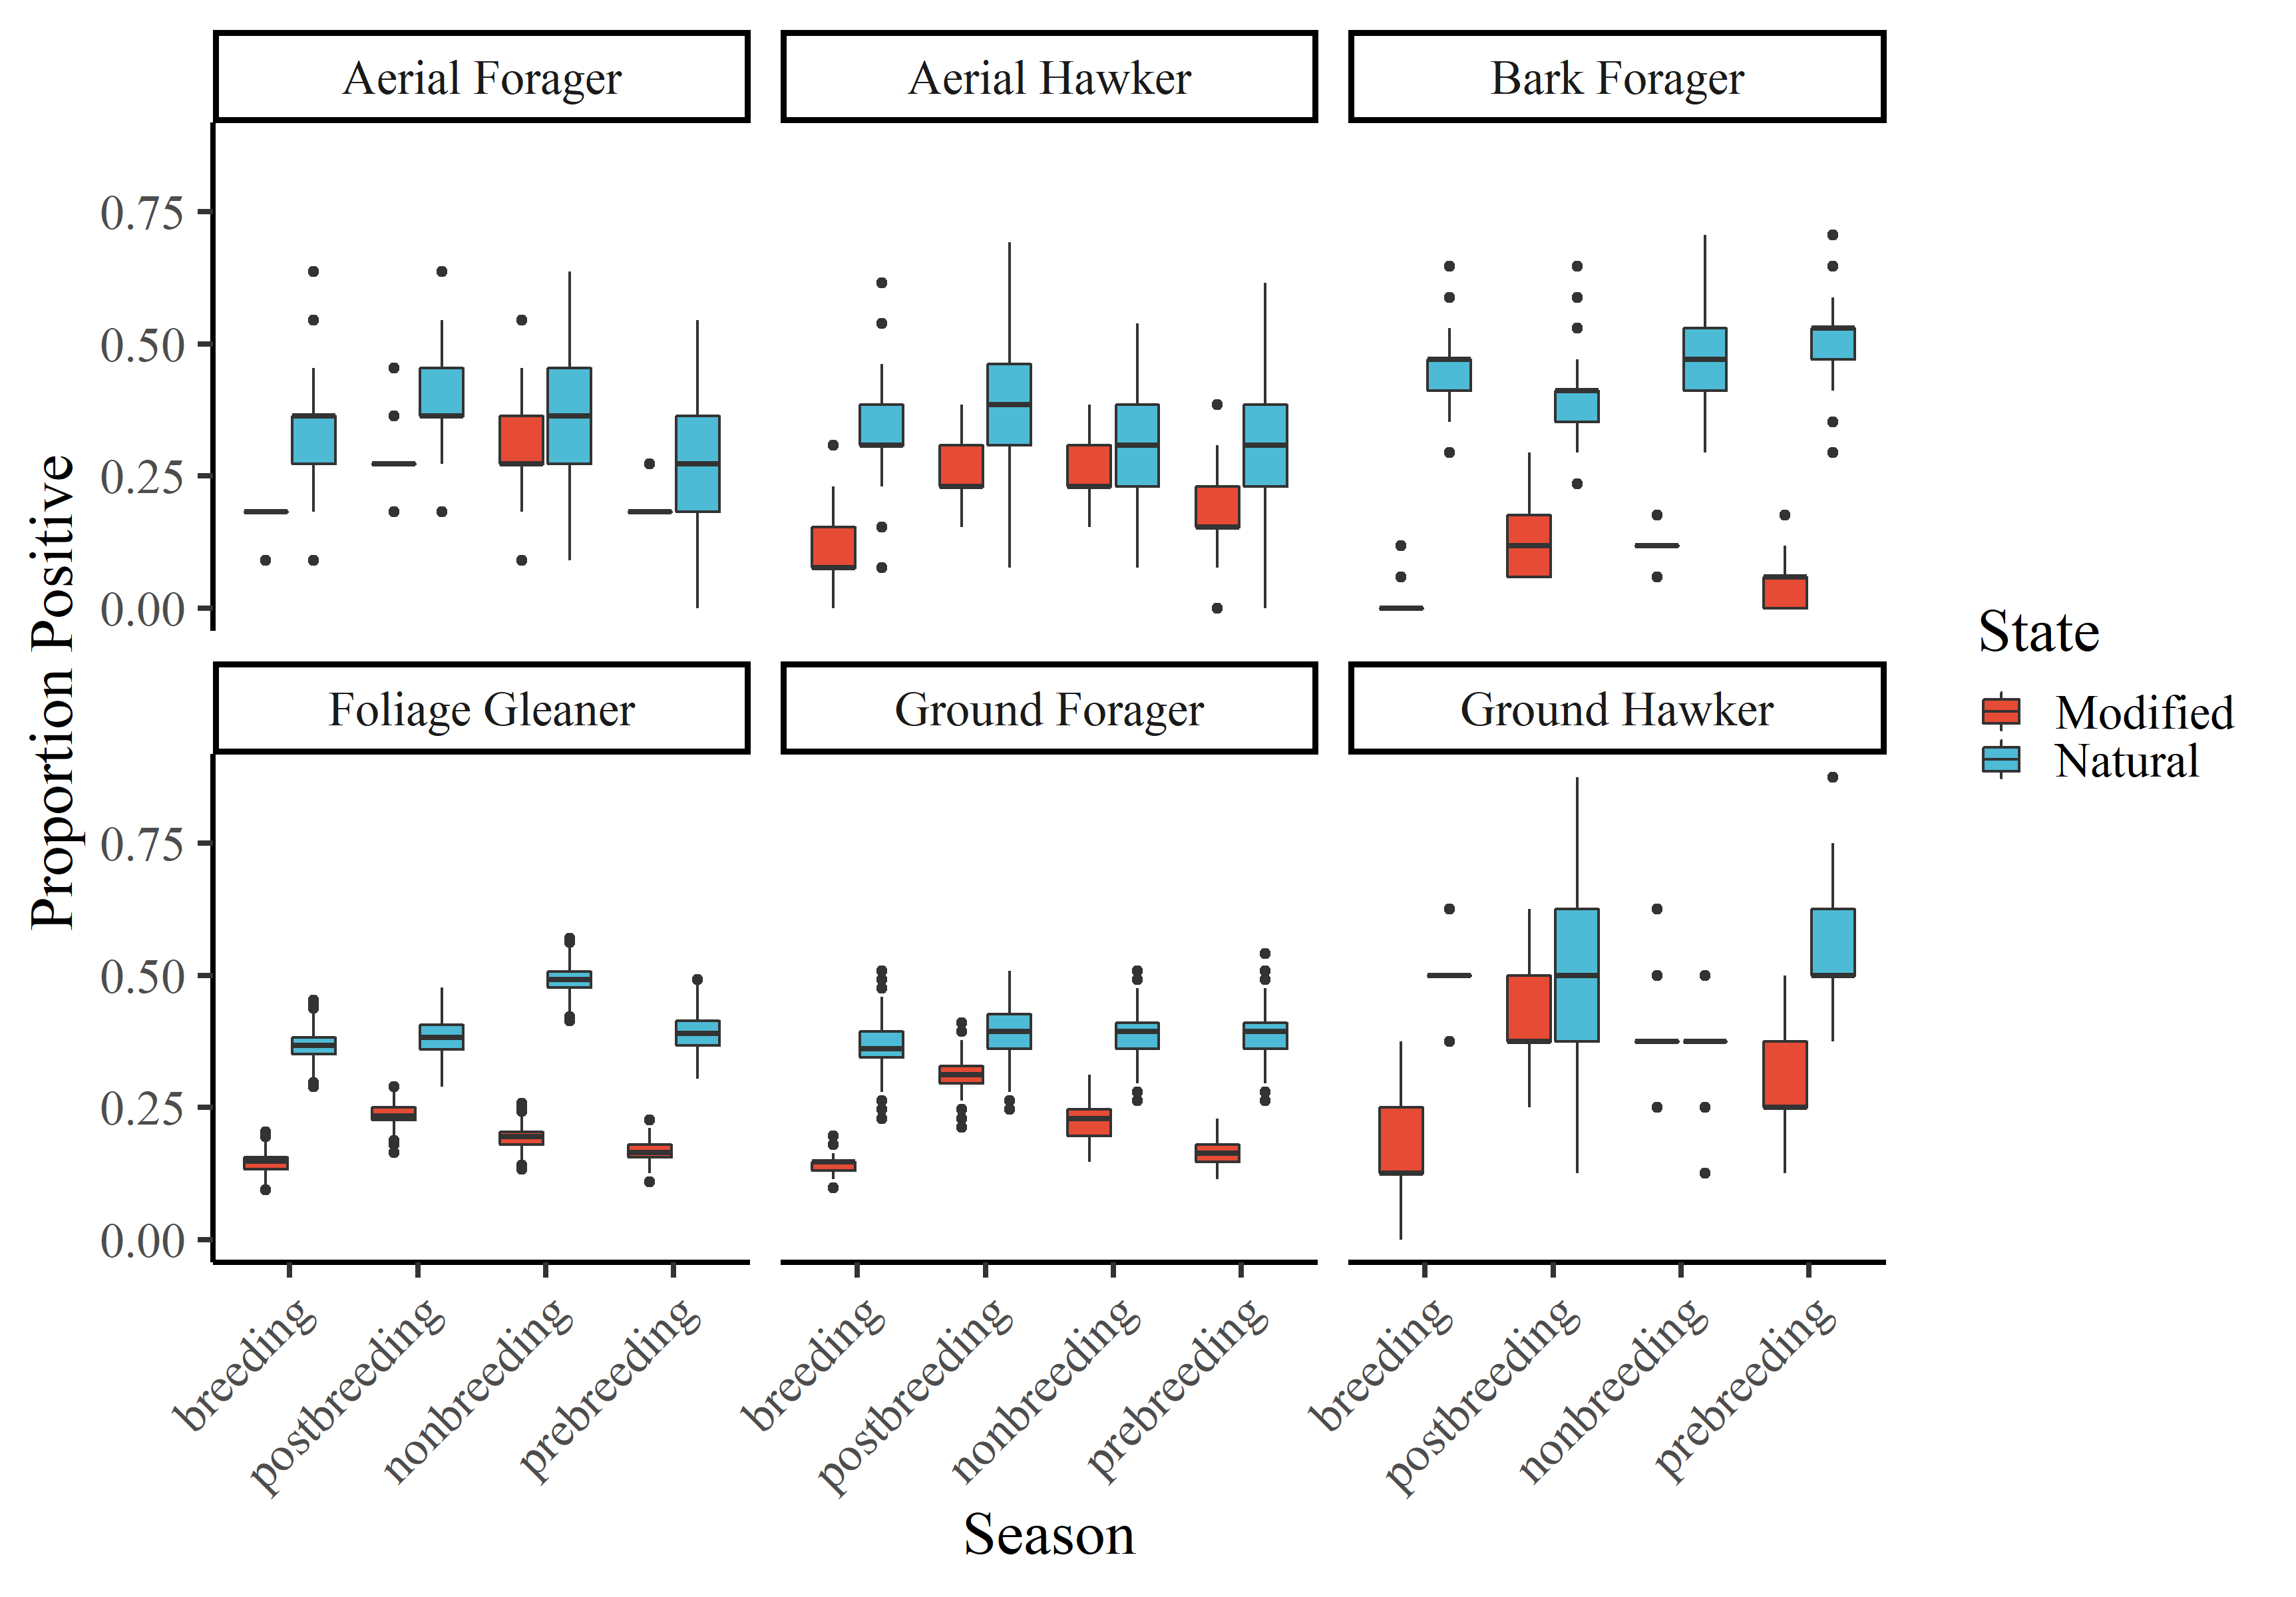 Aerial Forager
Aerial Hawker
Bark Forager
0.75
0.50
0.25
0.00
Foliage Gleaner
Ground Forager
Ground Hawker
0.75
0.50
0.25
0.00
Proportion Positive
breeding
postbreeding
nonbreeding
prebreeding
breeding
postbreeding
nonbreeding
prebreeding
breeding
postbreeding
nonbreeding
prebreeding
Season
State
Modified
Natural